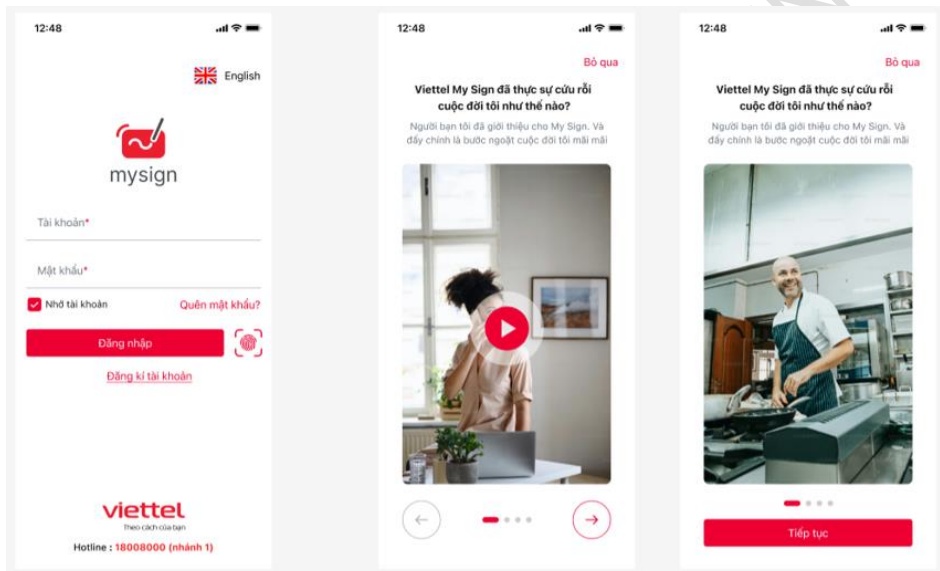 12:48
English
mysign
Tài khoản*
Mật khẩu*
Nhớ tài khoản
Quên mật khẩu?
Đăng nhập
Đăng kí tài khoản
viettel
Theo cách của bạn
Hotline : 18008000 (nhánh 1)
12:48
Bỏ qua
Viettel My Sign đã thực sự cứu rỗi
cuộc đời tôi như thế nào?
Người bạn tôi đã giới thiệu cho My Sign. Và
đấy chính là bước ngoặt cuộc đời tôi mãi mãi
12:48
Bỏ qua
Viettel My Sign đã thực sự cứu rỗi
cuộc đời tôi như thế nào?
Người bạn tôi đã giới thiệu cho My Sign. Và
đấy chính là bước ngoặt cuộc đời tôi mãi mãi
Tiếp tục